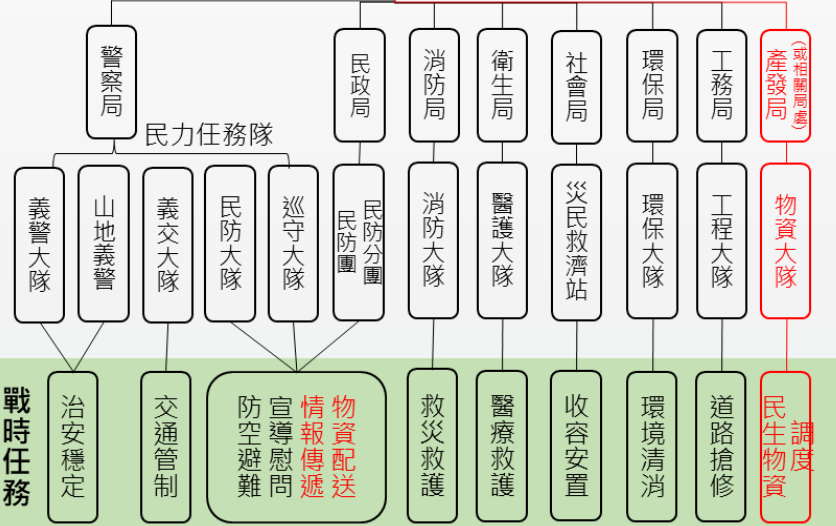 警察局
民政局
消防局
衛生局
社會局
環保局
工務局
產發局
(或相關局處)
民力任務隊
義警大隊
山地義警
義交大隊
民防大隊
巡守大隊
民防分團
民防團
消防大隊
醫護大隊
災民救濟站
環保大隊
工程大隊
物資大隊
戰時任務
治安穩定
交通管制
物資配送
情報傳遞
宣導慰問
防空避難
救災救護
醫療救護
收容安置
環境清消
道路搶修
民生物資
調度